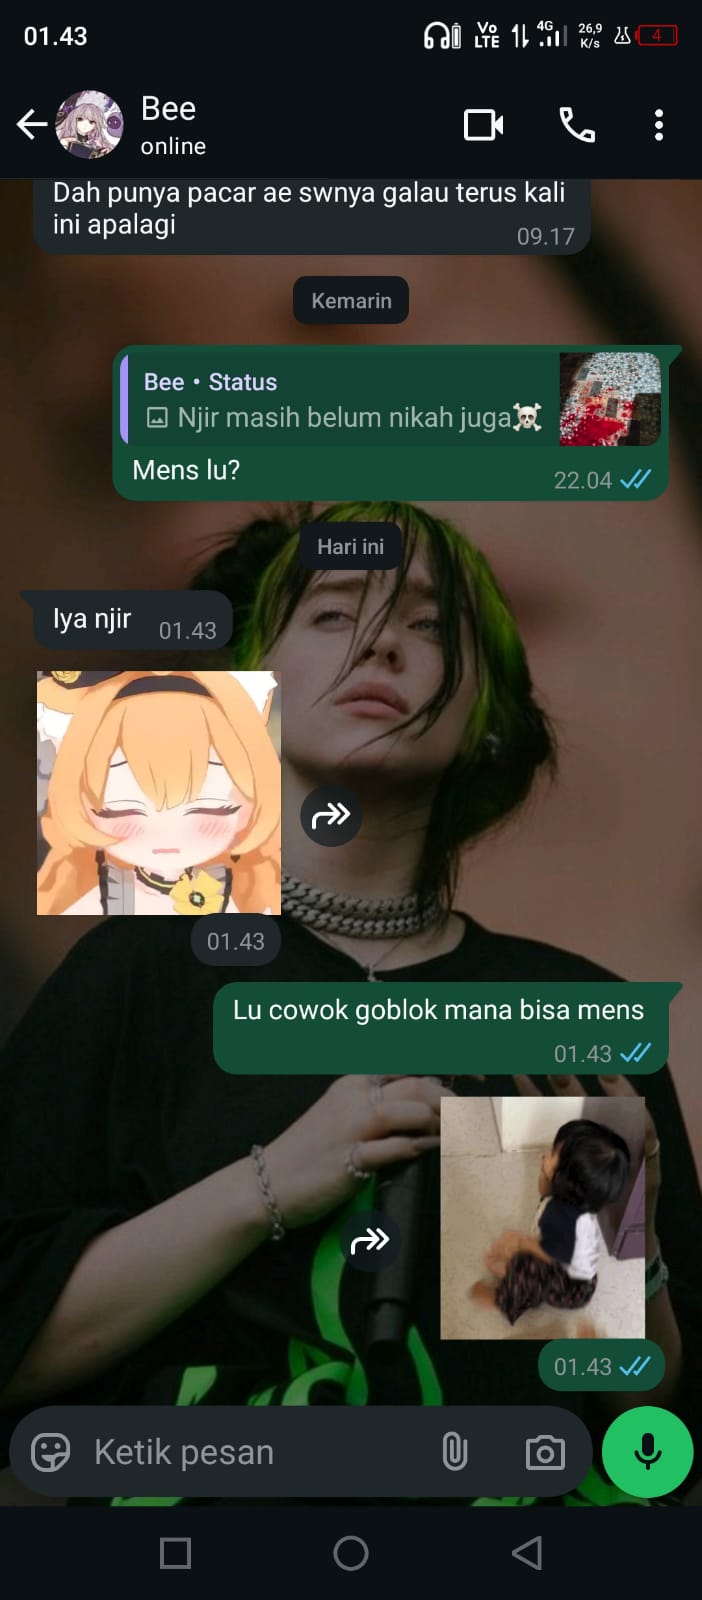 01.43
Vo
LTE
4G
26,9
K/s
4
Bee
online
Dah punya pacar ae swnya galau terus kali
ini apalagi
09.17
Kemarin
Bee • Status
Njir masih belum nikah juga☠️
Mens lu?
22.04
Hari ini
Iya njir
01.43
01.43
Lu cowok goblok mana bisa mens
01.43
01.43
Ketik pesan